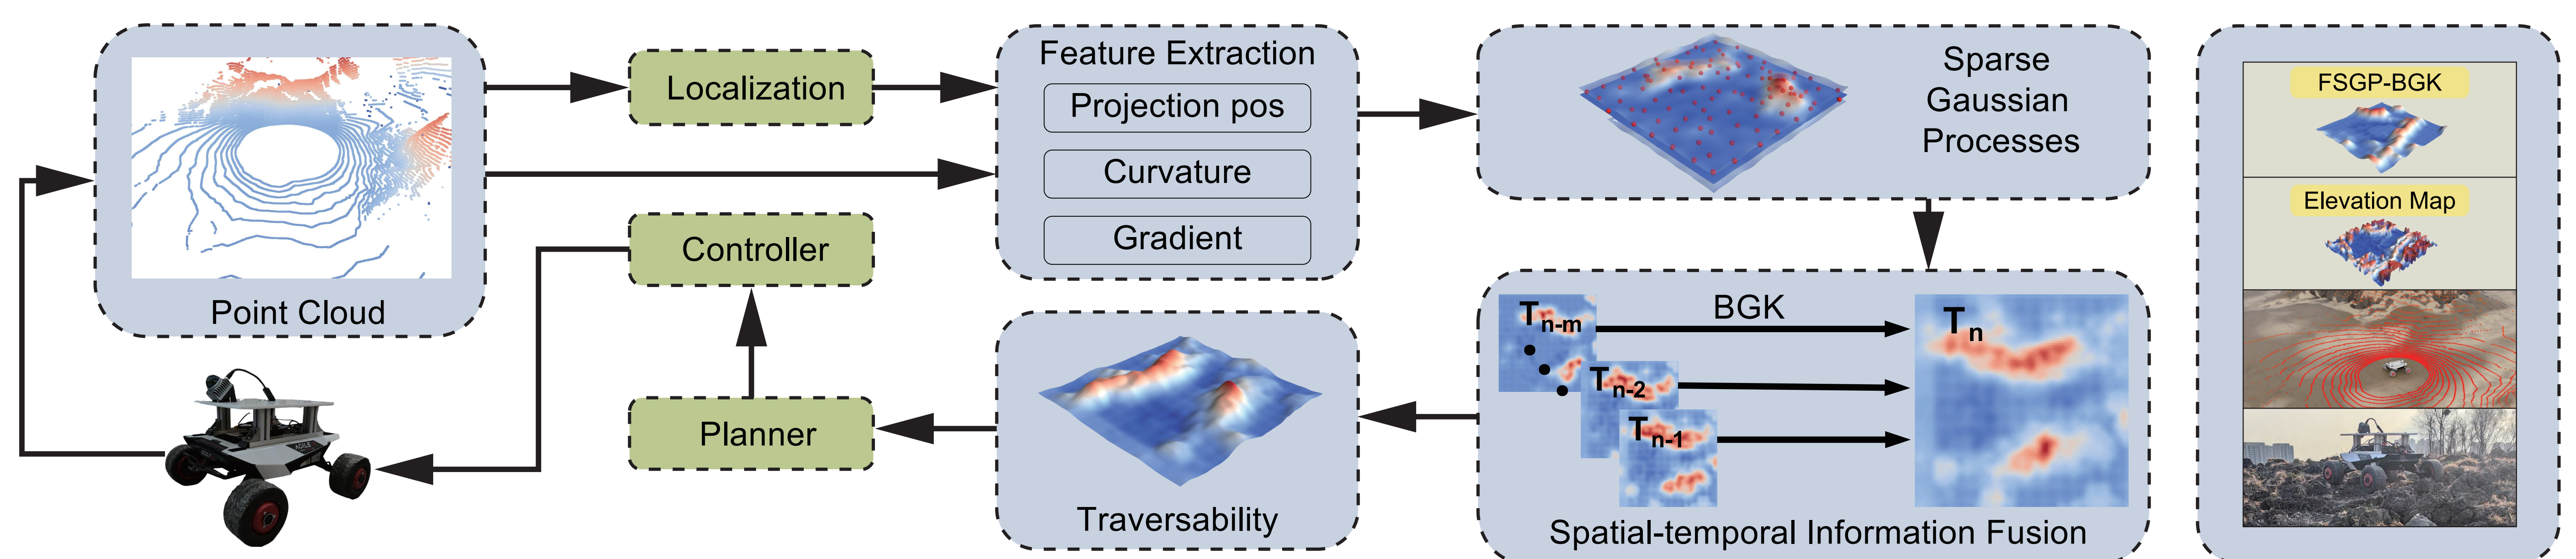 Point Cloud
Localization
Controller
Planner
Feature Extraction
Projection pos
Curvature
Gradient
Traversability
Sparse
Gaussian
Processes
BGK
Tn-m
Tn-2
Tn-1
Tn
Spatial-temporal Information Fusion
FSGP-BGK
Elevation Map